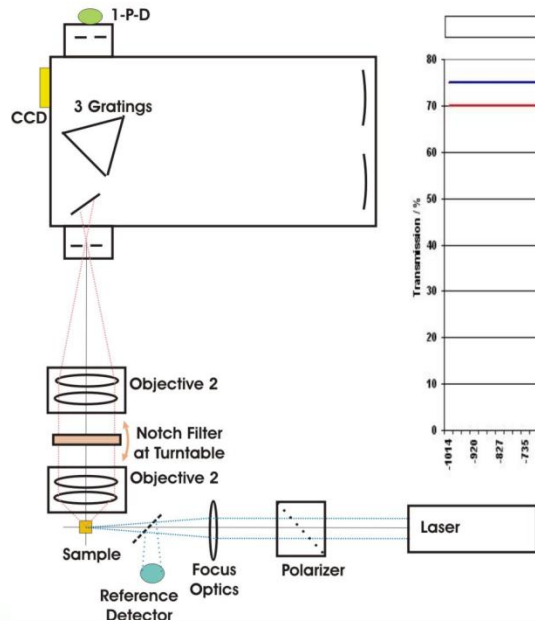 1-P-D
CCD
3 Gratings
Objective 2
Notch Filter
at Turntable
Objective 2
Sample
Reference
Detector
Focus
Optics
Polarizer
Laser
Transmission / %
80
70
60
50
40
30
20
10
0
-1014
-920
-827
-735